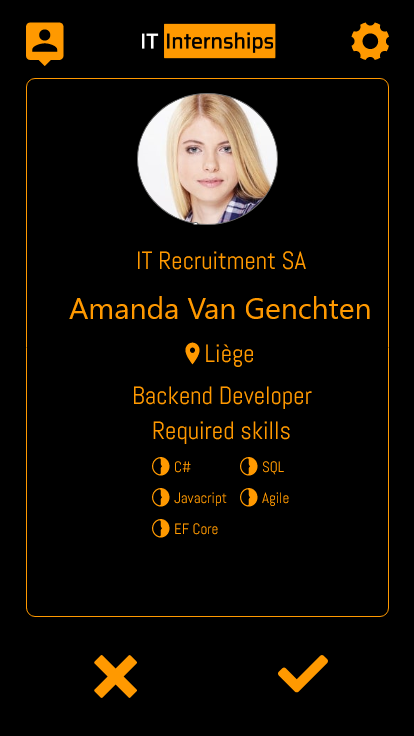 IT Internships
IT Recruitment SA
Amanda Van Genchten
Liège
Backend Developer
Required skills
C# SQL
Javacript Agile
EF Core